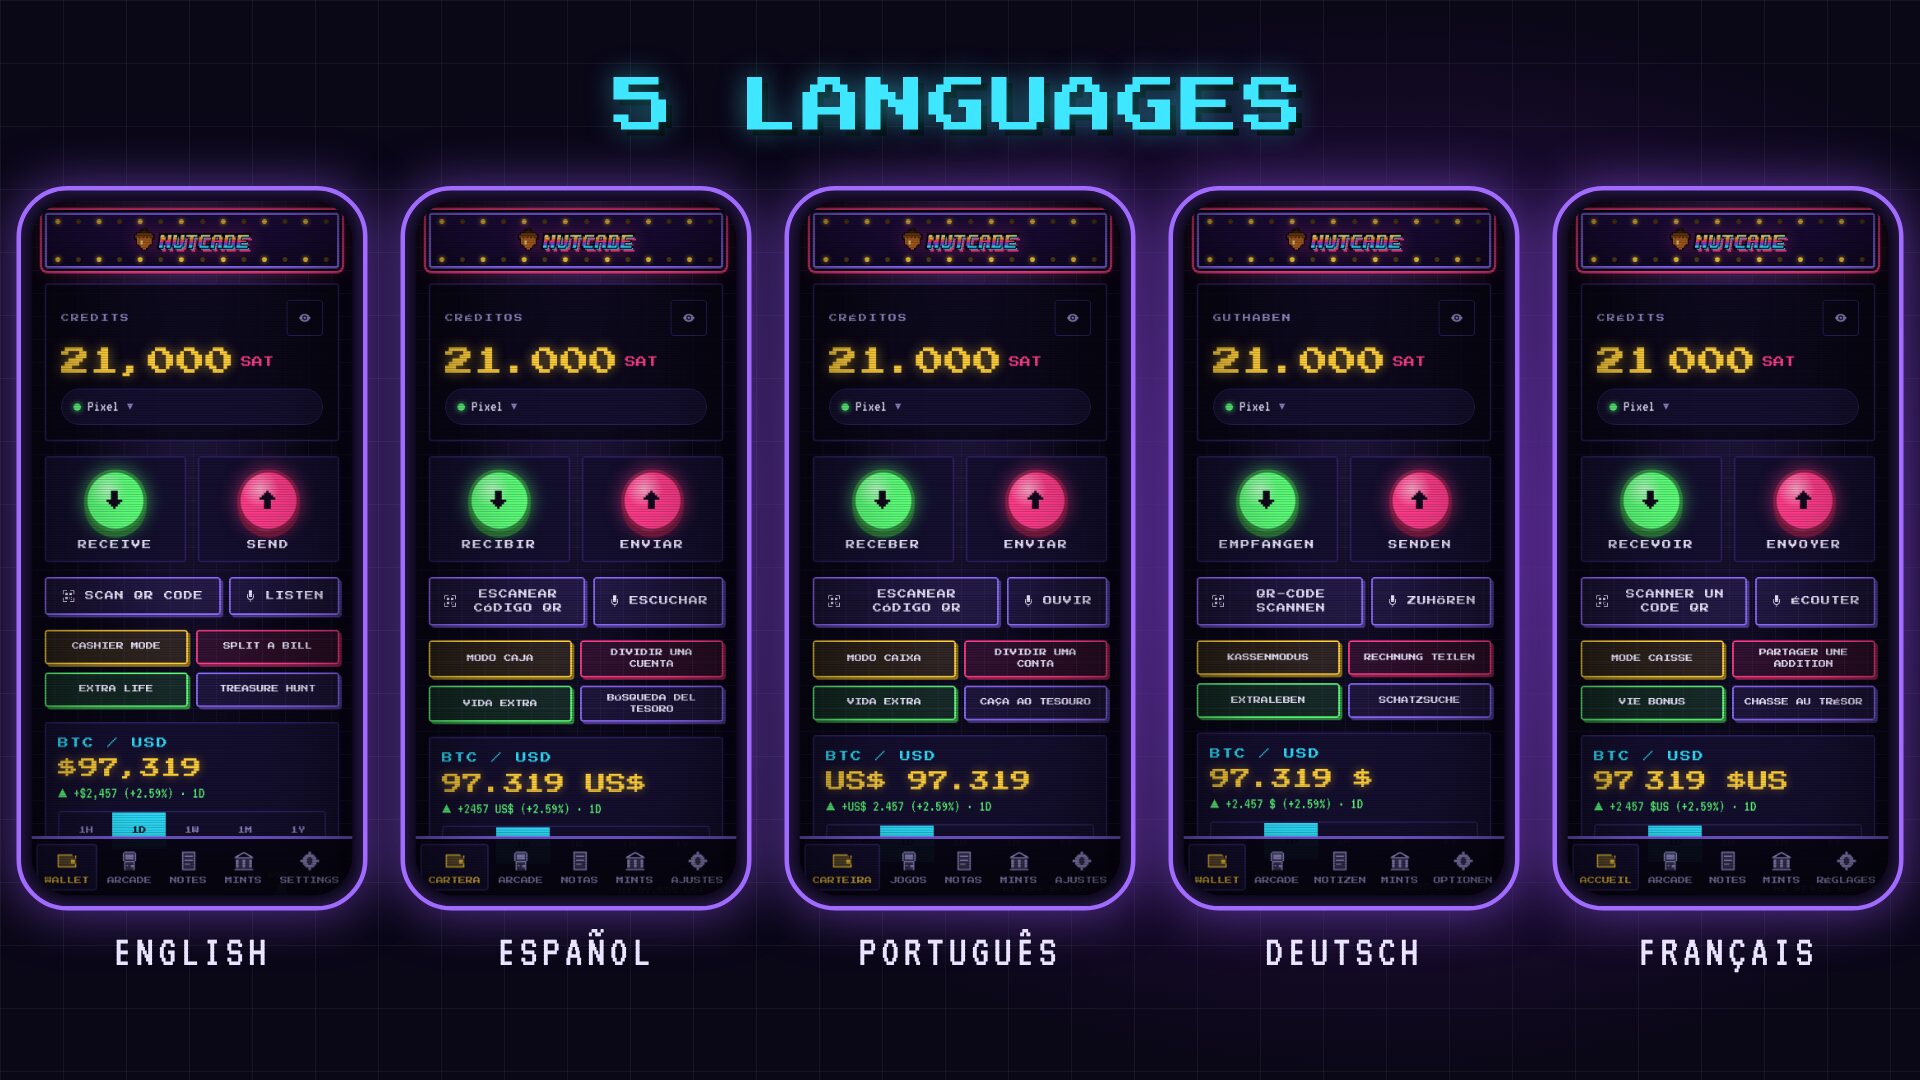 5 LANGUAGES
NUTCADE
CREDITS
21,000 SAT
Pixel ▼
RECEIVE
SEND
SCAN QR CODE
LISTEN
CASHIER MODE
SPLIT A BILL
EXTRA LIFE
TREASURE HUNT
BTC / USD
$97,319
▲ +$2,457 (+2.59%) · 1D
1H 1D 1W 1M 1Y
WALLET ARCADE NOTES MINTS SETTINGS
ENGLISH
NUTCADE
CRéDITOS
21.000 SAT
Pixel ▼
RECIBIR
ENVIAR
ESCANEAR
CóDIGO QR
ESCUCHAR
MODO CAJA
DIVIDIR UNA
CUENTA
VIDA EXTRA
BúSQUEDA DEL
TESORO
BTC / USD
97.319 US$
▲ +2457 US$ (+2.59%) · 1D
CARTERA ARCADE NOTAS MINTS AJUSTES
ESPAÑOL
NUTCADE
CRéDITOS
21.000 SAT
Pixel ▼
RECEBER
ENVIAR
ESCANEAR
CóDIGO QR
OUVIR
MODO CAIXA
DIVIDIR UMA
CONTA
VIDA EXTRA
CAÇA AO TESOURO
BTC / USD
US$ 97.319
▲ +US$ 2.457 (+2.59%) · 1D
CARTEIRA JOGOS NOTAS MINTS AJUSTES
PORTUGUÊS
NUTCADE
GUTHABEN
21.000 SAT
Pixel ▼
EMPFANGEN
SENDEN
QR-CODE
SCANNEN
ZUHöREN
KASSENMODUS
RECHNUNG TEILEN
EXTRALEBEN
SCHATZSUCHE
BTC / USD
97.319 $
▲ +2.457 $ (+2.59%) · 1D
WALLET ARCADE NOTIZEN MINTS OPTIONEN
DEUTSCH
NUTCADE
CRéDITS
21 000 SAT
Pixel ▼
RECEVOIR
ENVOYER
SCANNER UN
CODE QR
ÉCOUTER
MODE CAISSE
PARTAGER UNE
ADDITION
VIE BONUS
CHASSE AU TRéSOR
BTC / USD
97 319 $US
▲ +2 457 $US (+2.59%) · 1D
ACCUEIL ARCADE NOTES MINTS RéGLAGES
FRANÇAIS